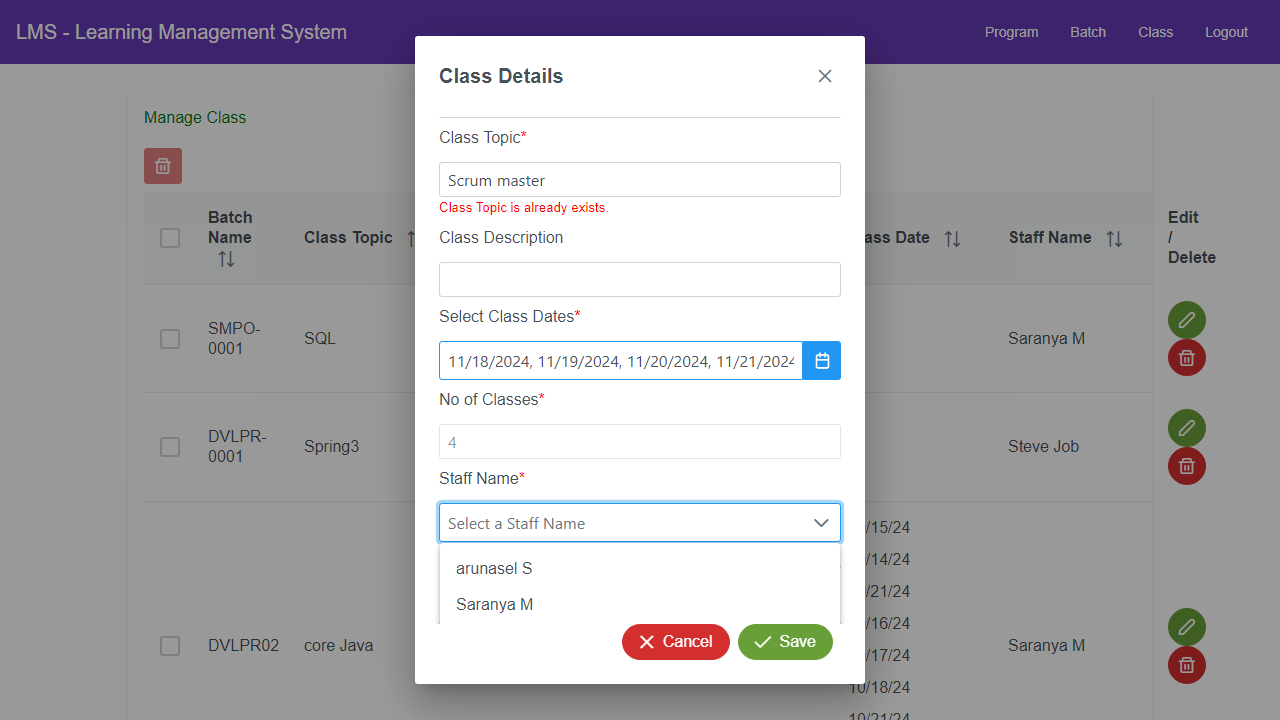 LMS - Learning Management System
Program
Batch
Class
Logout
Manage Class
Batch
Name
Class Topic
ass Date
Staff Name
Edit
/
Delete
SMPO-
0001
SQL
Saranya M
DVLPR-
0001
Spring3
Steve Job
DVLPR02
core Java
/15/24
/14/24
/21/24
/16/24
/17/24
10/18/24
10/21/24
Saranya M
Class Details
Class Topic*
Scrum master
Class Topic is already exists.
Class Description
Select Class Dates*
11/18/2024, 11/19/2024, 11/20/2024, 11/21/2024
No of Classes*
4
Staff Name*
Select a Staff Name
arunasel S
Saranya M
Cancel
Save